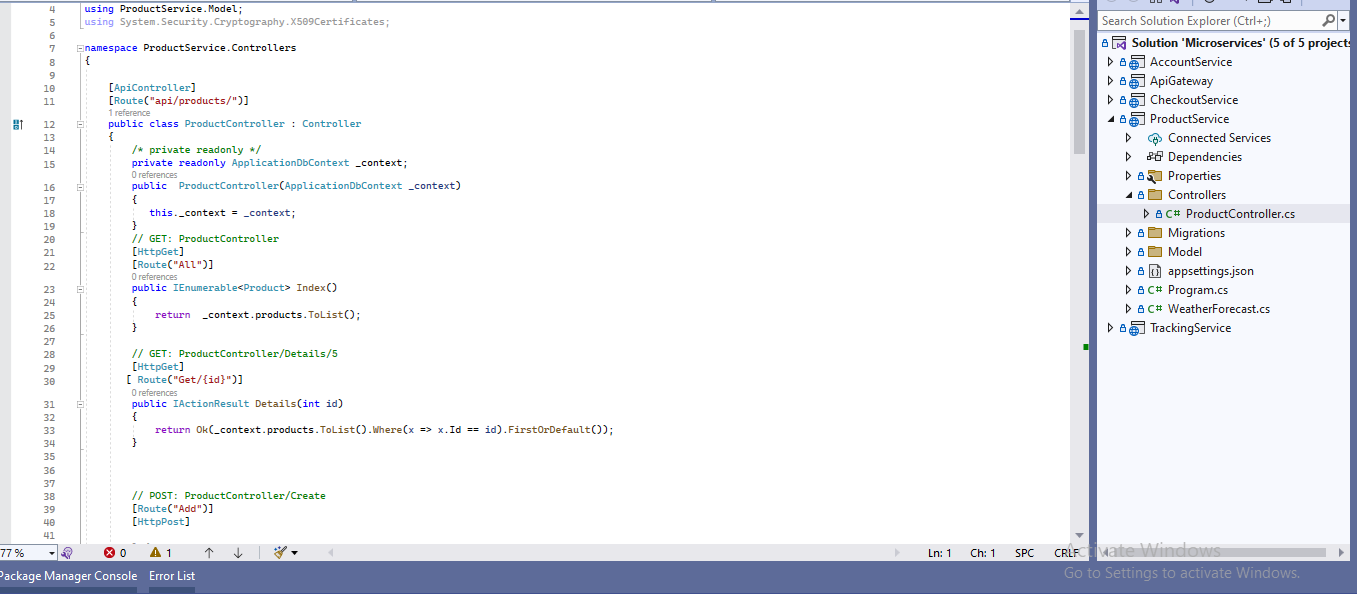 4 using ProductService.Model;
5 using System.Security.Cryptography.X509Certificates;
6
7 namespace ProductService.Controllers
8 {
9
10 [ApiController]
11 [Route("api/products/")]
1 reference
12 public class ProductController : Controller
13 {
14 /* private readonly */
15 private readonly ApplicationDbContext _context;
0 references
16 public  ProductController(ApplicationDbContext _context)
17 {
18 this._context = _context;
19 }
20 // GET: ProductController
21 [HttpGet]
22 [Route("All")]
0 references
23 public IEnumerable<Product> Index()
24 {
25 return  _context.products.ToList();
26 }
27
28 // GET: ProductController/Details/5
29 [HttpGet]
30 [ Route("Get/{id}")]
0 references
31 public IActionResult Details(int id)
32 {
33 return Ok(_context.products.ToList().Where(x => x.Id == id).FirstOrDefault());
34 }
35
36
37
38 // POST: ProductController/Create
39 [Route("Add")]
40 [HttpPost]
41
77 % 0 1 Ln: 1 Ch: 1 SPC CRLF
Package Manager Console Error List
Search Solution Explorer (Ctrl+;)
Solution 'Microservices' (5 of 5 projects
AccountService
ApiGateway
CheckoutService
ProductService
Connected Services
Dependencies
Properties
Controllers
C# ProductController.cs
Migrations
Model
appsettings.json
C# Program.cs
C# WeatherForecast.cs
TrackingService
Activate Windows
Go to Settings to activate Windows.